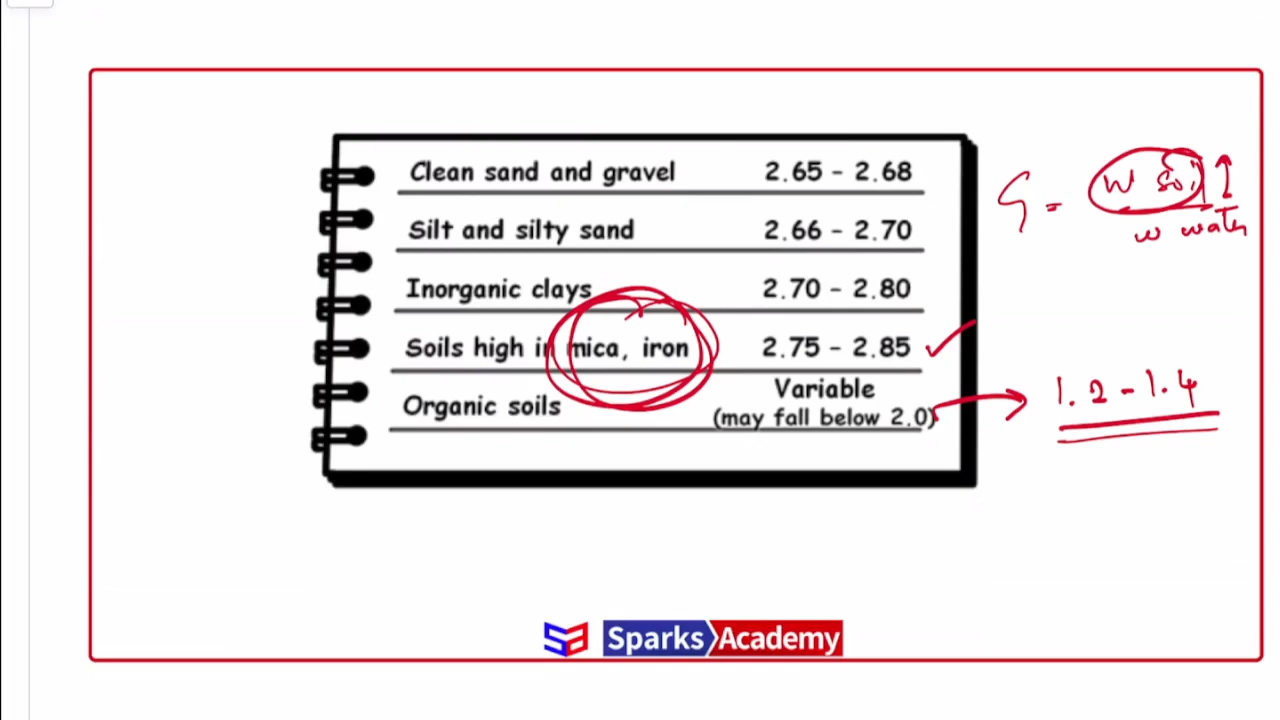 Clean sand and gravel 2.65 - 2.68
Silt and silty sand 2.66 - 2.70
Inorganic clays 2.70 - 2.80
Soils high in mica, iron 2.75 - 2.85
Organic soils Variable
(may fall below 2.0)
G = w soil
w water
1.2 - 1.4
Sparks Academy